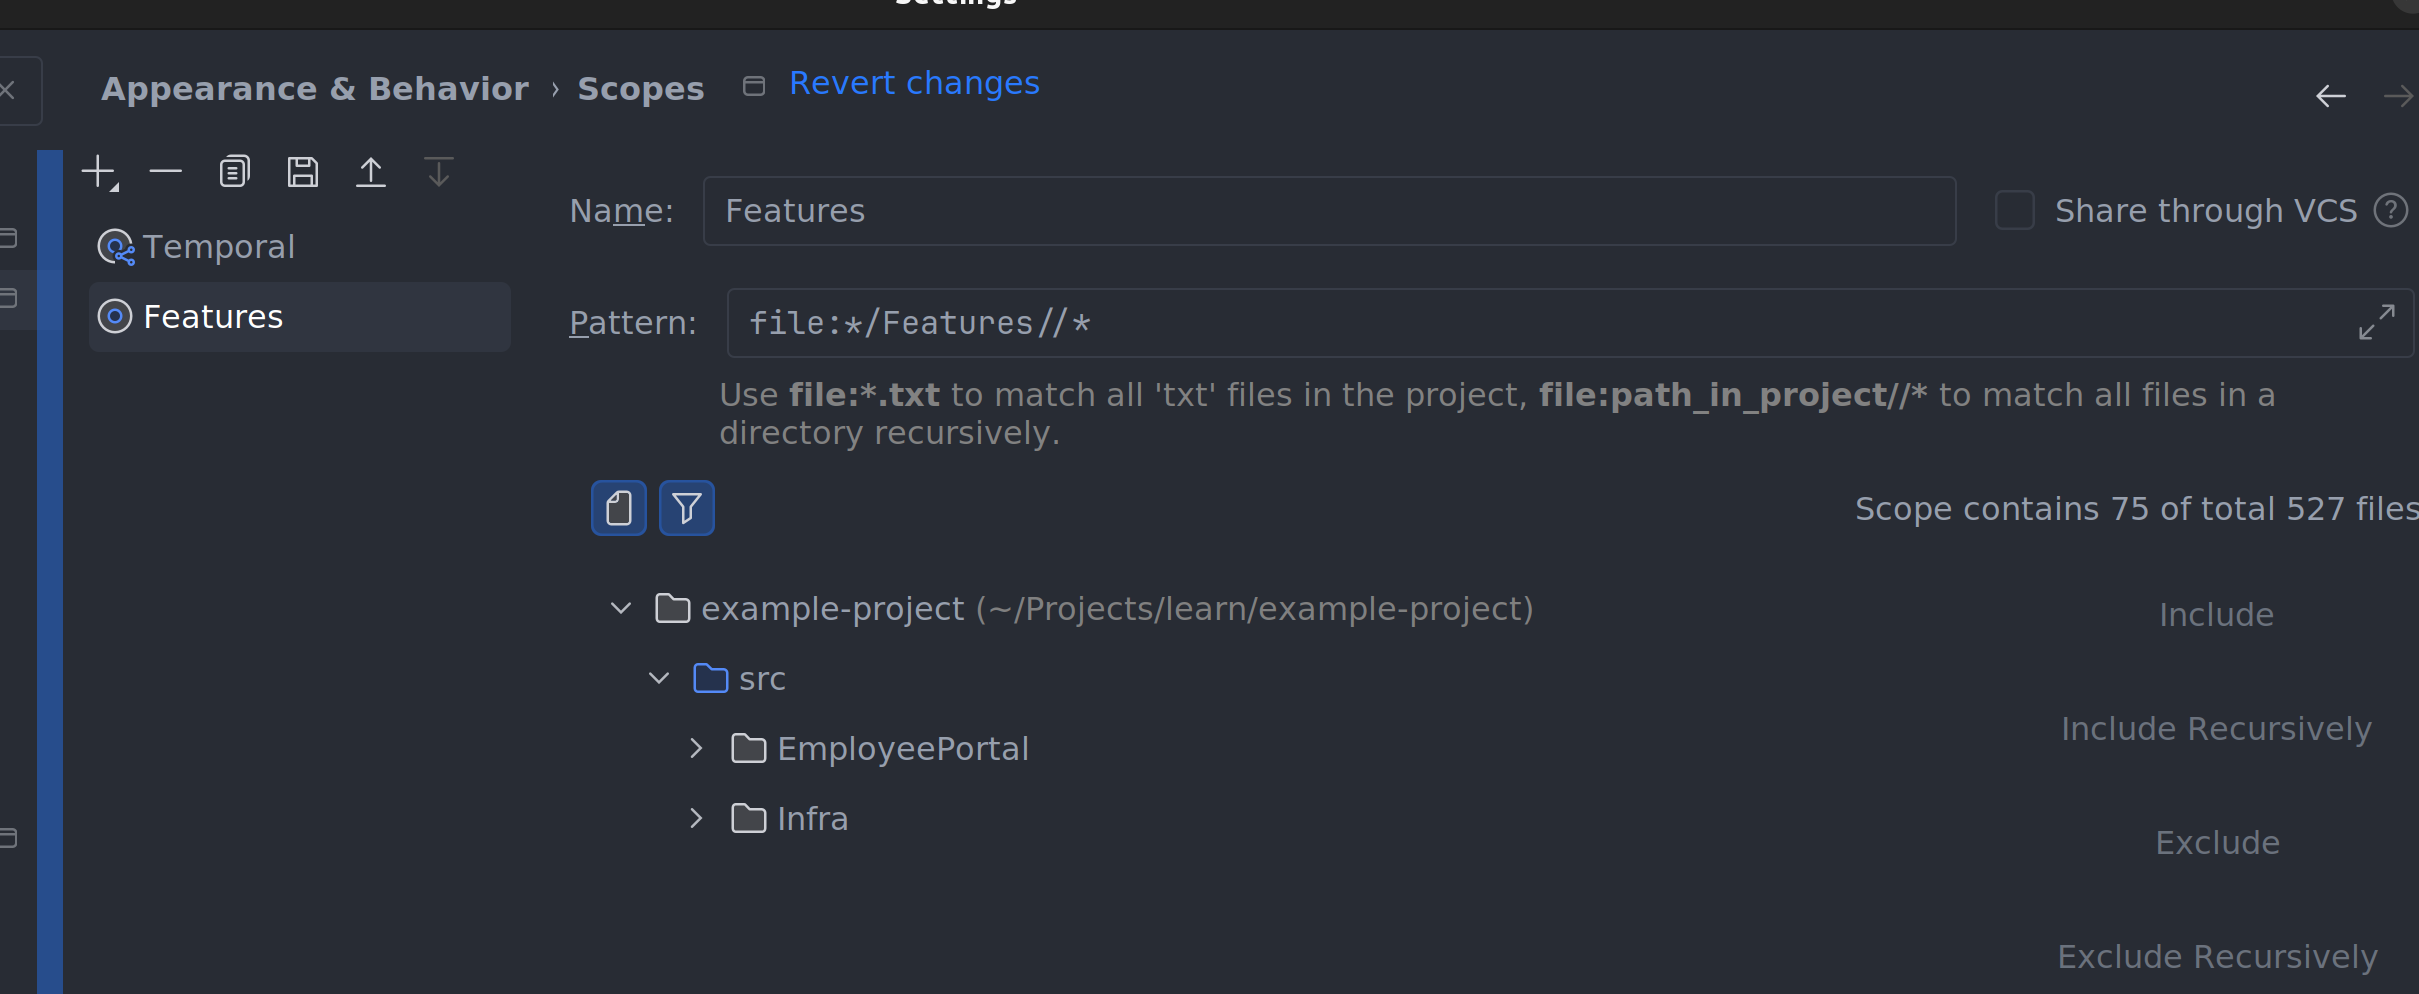 Settings
Appearance & Behavior › Scopes Revert changes
Temporal
Features
Name: Features Share through VCS
Pattern: file:*/Features//*
Use file:*.txt to match all 'txt' files in the project, file:path_in_project//* to match all files in a
directory recursively.
Scope contains 75 of total 527 files
example-project (~/Projects/learn/example-project)
src
EmployeePortal
Infra
Include
Include Recursively
Exclude
Exclude Recursively